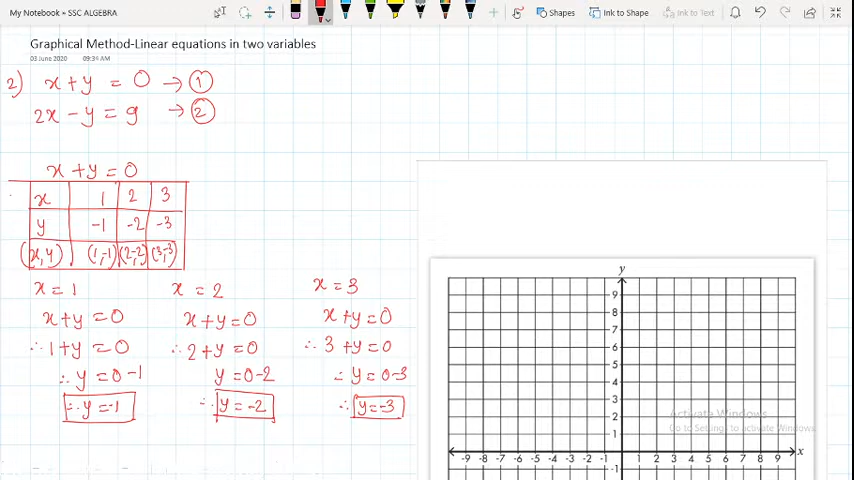 My Notebook » SSC ALGEBRA
Shapes Ink to Shape Ink to Math
Graphical Method-Linear equations in two variables
03 June 2020 09:34 AM
2) x + y = 0 → 1
2x - y = 9 → 2
x + y = 0
x 1 2 3
y -1 -2 -3
(x,y) (1,-1) (2,-2) (3,-3)
x = 1 x = 2 x = 3
x+y = 0 x+y = 0 x+y = 0
∴ 1+y = 0 ∴ 2+y = 0 ∴ 3+y = 0
∴ y = 0-1 y = 0-2 = y = 0-3
∴ y = 1 ∴ y = -2 ∴ y = -3
y
9
8
7
6
5
4
3
2
1
Activate Windows
Go to Settings to activate Windows.
-9 -8 -7 -6 -5 -4 -3 -2 -1 1 2 3 4 5 6 7 8 9 x
-1